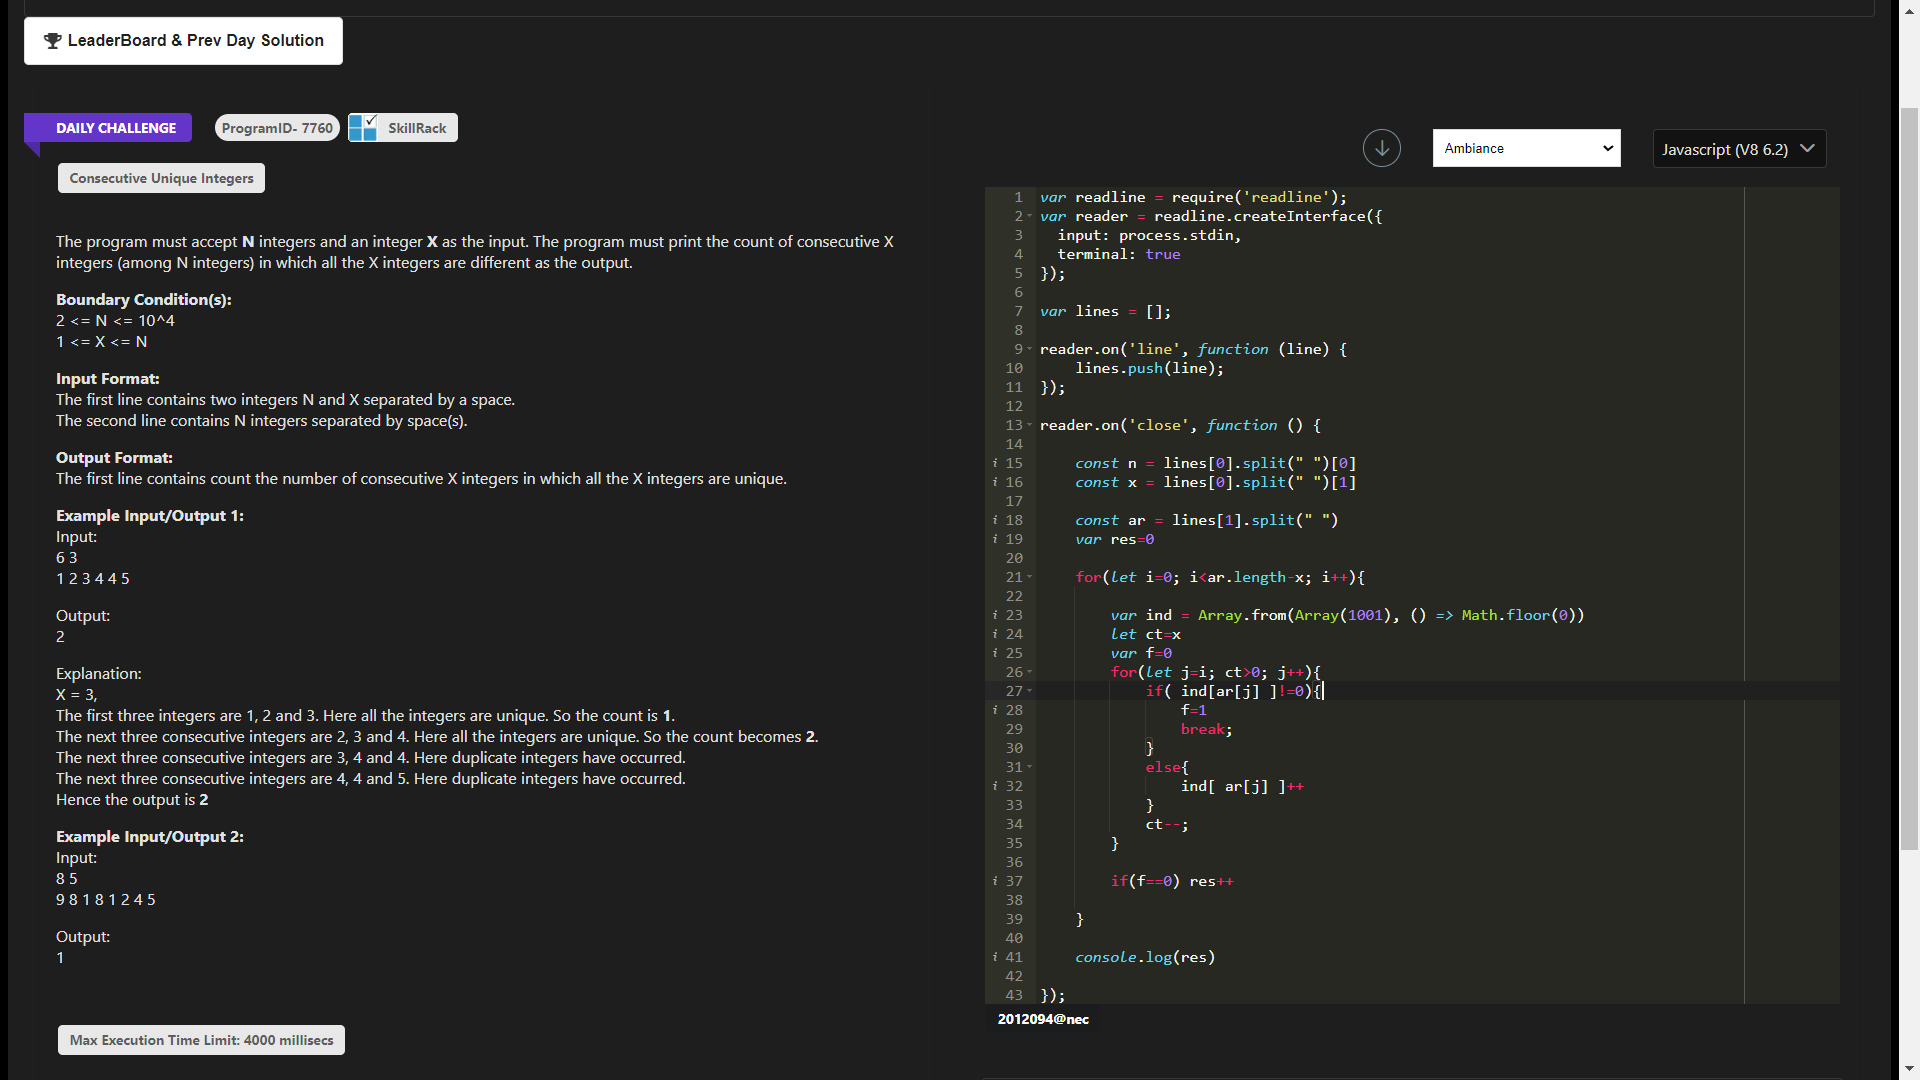 LeaderBoard & Prev Day Solution
DAILY CHALLENGE
ProgramID- 7760
SkillRack
Consecutive Unique Integers
The program must accept N integers and an integer X as the input. The program must print the count of consecutive X
integers (among N integers) in which all the X integers are different as the output.
Boundary Condition(s):
2 <= N <= 10^4
1 <= X <= N
Input Format:
The first line contains two integers N and X separated by a space.
The second line contains N integers separated by space(s).
Output Format:
The first line contains count the number of consecutive X integers in which all the X integers are unique.
Example Input/Output 1:
Input:
6 3
1 2 3 4 4 5
Output:
2
Explanation:
X = 3,
The first three integers are 1, 2 and 3. Here all the integers are unique. So the count is 1.
The next three consecutive integers are 2, 3 and 4. Here all the integers are unique. So the count becomes 2.
The next three consecutive integers are 3, 4 and 4. Here duplicate integers have occurred.
The next three consecutive integers are 4, 4 and 5. Here duplicate integers have occurred.
Hence the output is 2
Example Input/Output 2:
Input:
8 5
9 8 1 8 1 2 4 5
Output:
1
Max Execution Time Limit: 4000 millisecs
Ambiance
Javascript (V8 6.2)
1 var readline = require('readline');
2 var reader = readline.createInterface({
3 input: process.stdin,
4 terminal: true
5 });
6
7 var lines = [];
8
9 reader.on('line', function (line) {
10 lines.push(line);
11 });
12
13 reader.on('close', function () {
14
i 15 const n = lines[0].split(" ")[0]
i 16 const x = lines[0].split(" ")[1]
17
i 18 const ar = lines[1].split(" ")
i 19 var res=0
20
21 for(let i=0; i<ar.length-x; i++){
22
i 23 var ind = Array.from(Array(1001), () => Math.floor(0))
i 24 let ct=x
i 25 var f=0
26 for(let j=i; ct>0; j++){
27 if( ind[ar[j] ]!=0){
i 28 f=1
29 break;
30 }
31 else{
i 32 ind[ ar[j] ]++
33 }
34 ct--;
35 }
36
i 37 if(f==0) res++
38
39 }
40
i 41 console.log(res)
42
43 });
2012094@nec